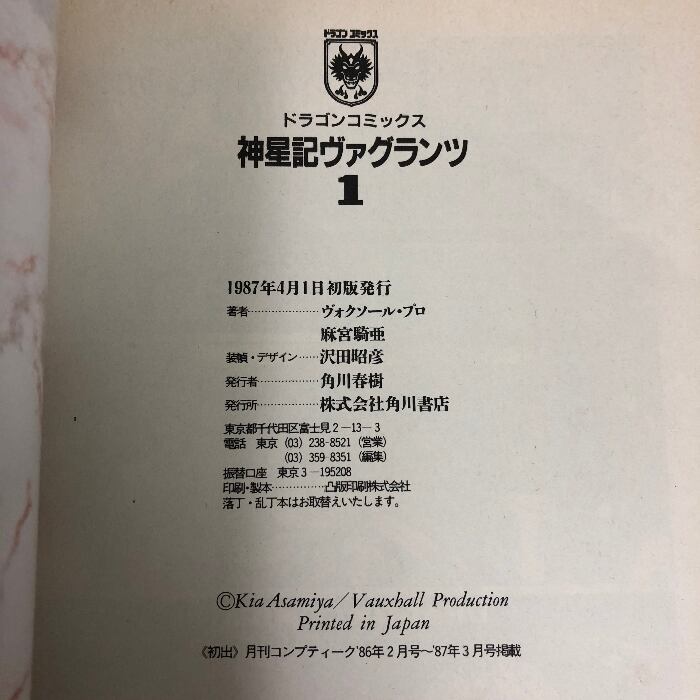 ドラゴン コミックス
ドラゴンコミックス
神星記ヴァグランツ
1
1987年4月1日初版発行
著者…………………ヴォクソール・プロ
麻宮騎亜
装幀・デザイン……沢田昭彦
発行者………………角川春樹
発行所………………株式会社角川書店
東京都千代田区富士見2―13―3
電話 東京 (03) 238-8521 (営業)
(03) 359-8351 (編集)
振替口座 東京3―195208
印刷・製本……………凸版印刷株式会社
落丁・乱丁本はお取替えいたします。
©Kia Asamiya/Vauxhall Production
Printed in Japan
《初出》月刊コンプティーク'86年2月号〜'87年3月号掲載